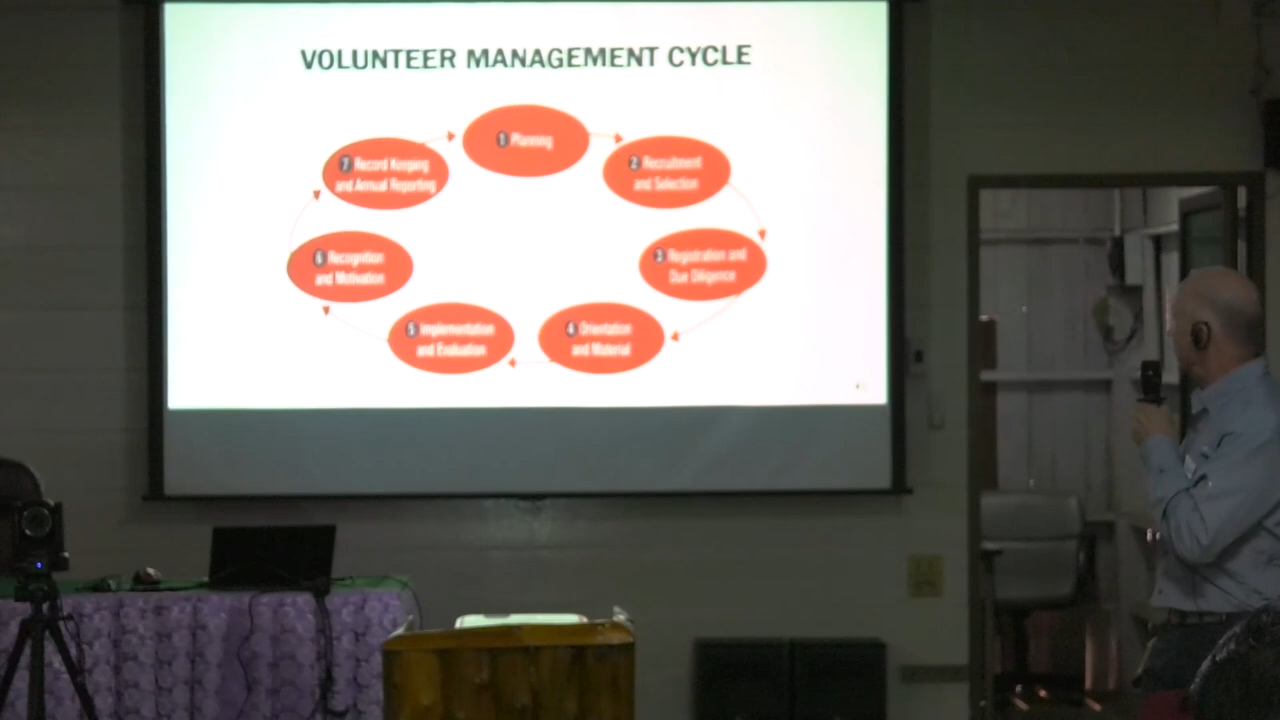 VOLUNTEER MANAGEMENT CYCLE
1 Planning
2 Recruitment
and Selection
3 Registration and
Due Diligence
4 Orientation
and Material
5 Implementation
and Evaluation
6 Recognition
and Motivation
7 Record Keeping
and Annual Reporting